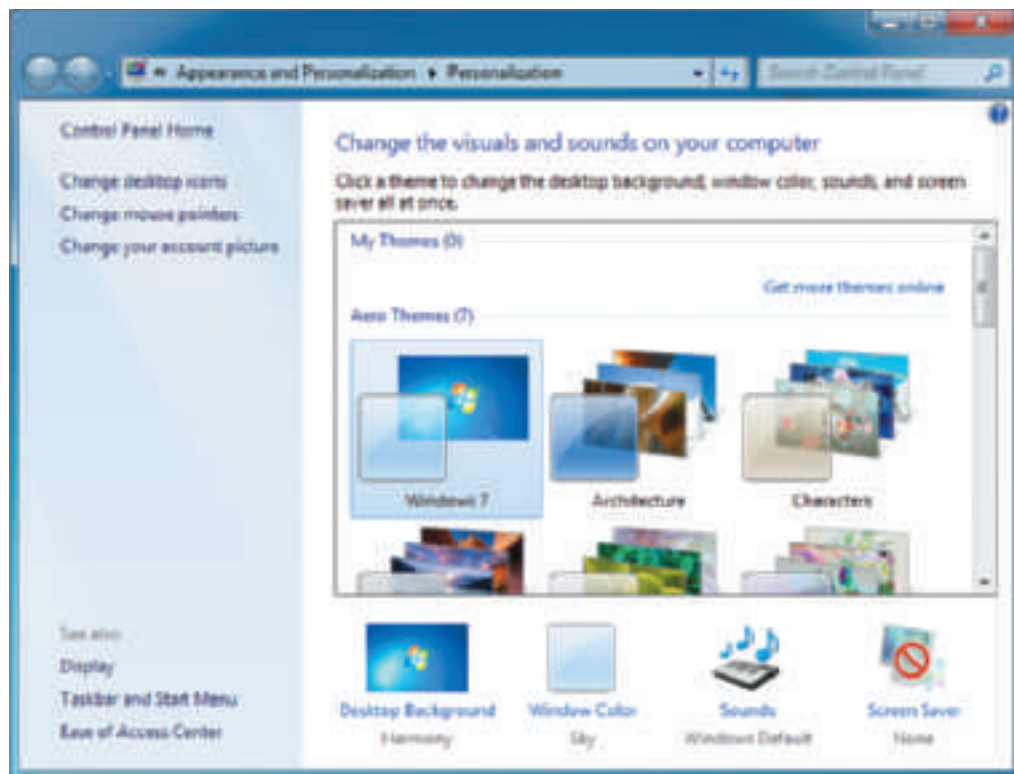 « Appearance and Personalization ▸ Personalization
Search Control Panel
Control Panel Home
Change desktop icons
Change mouse pointers
Change your account picture
Change the visuals and sounds on your computer
Click a theme to change the desktop background, window color, sounds, and screen
saver all at once.
My Themes (0)
Get more themes online
Aero Themes (7)
Windows 7
Architecture
Characters
See also
Display
Taskbar and Start Menu
Ease of Access Center
Desktop Background
Harmony
Window Color
Sky
Sounds
Windows Default
Screen Saver
None